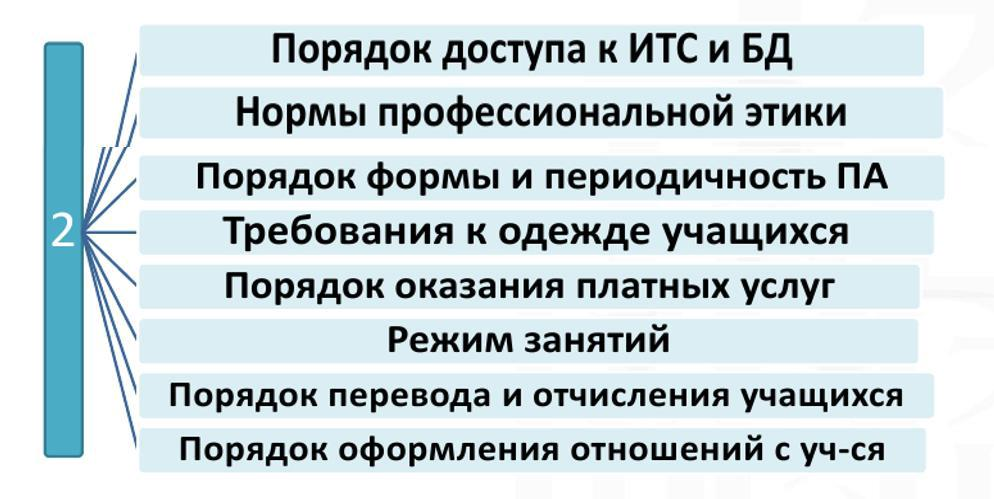 Порядок доступа к ИТС и БД
Нормы профессиональной этики
Порядок формы и периодичность ПА
2
Требования к одежде учащихся
Порядок оказания платных услуг
Режим занятий
Порядок перевода и отчисления учащихся
Порядок оформления отношений с уч-ся